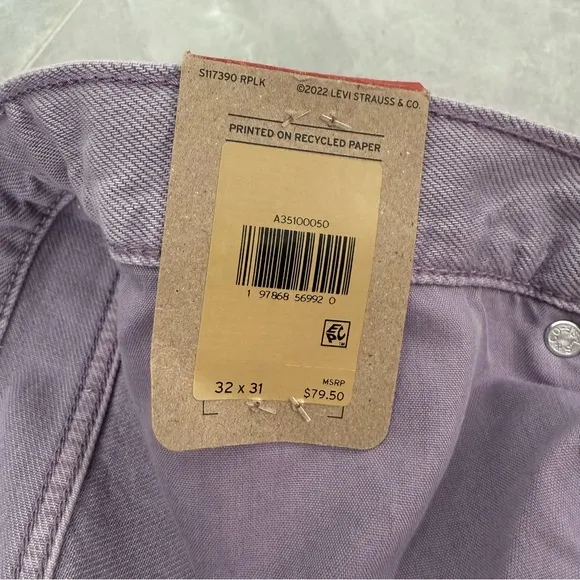 S117390 RPLK ©2022 LEVI STRAUSS & CO.
PRINTED ON RECYCLED PAPER
A35100050
1 97868 56992 0
ECPC
32 x 31
MSRP
$79.50